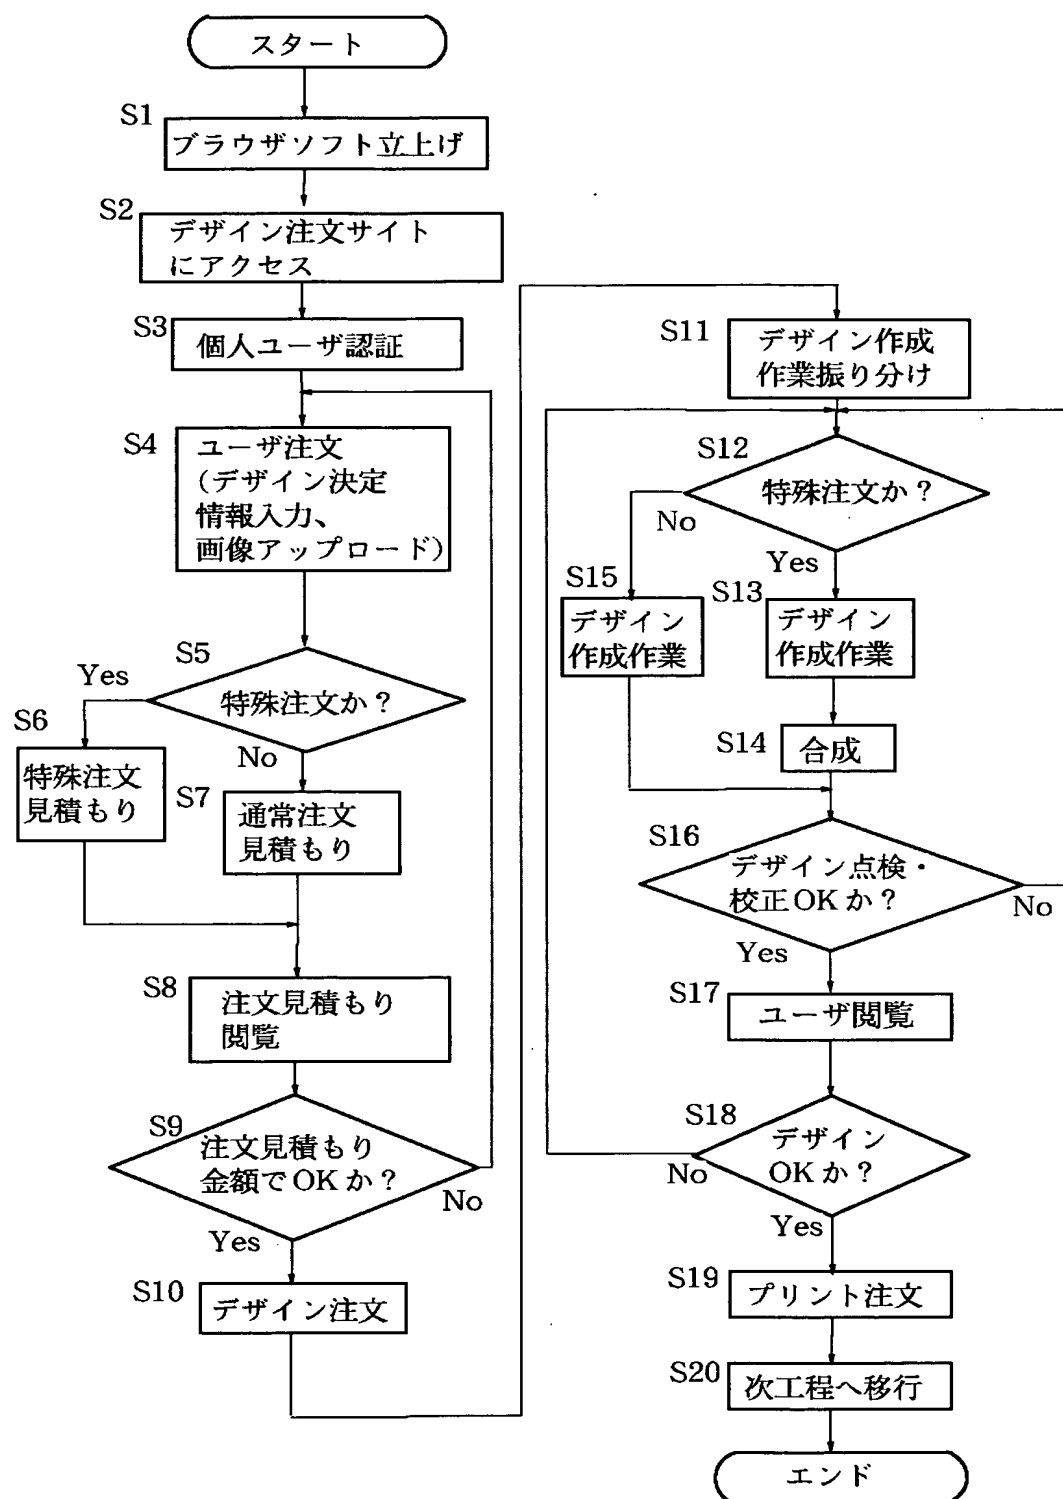 スタート
S1
ブラウザソフト立上げ
S2
デザイン注文サイト
にアクセス
S3
個人ユーザ認証
S4
ユーザ注文
(デザイン決定
情報入力、
画像アップロード)
S5
特殊注文か?
Yes
No
S6
特殊注文
見積もり
S7
通常注文
見積もり
S8
注文見積もり
閲覧
S9
注文見積もり
金額でOKか?
No
Yes
S10
デザイン注文
S11
デザイン作成
作業振り分け
S12
特殊注文か?
No
Yes
S15
デザイン
作成作業
S13
デザイン
作成作業
S14
合成
S16
デザイン点検・
校正OKか?
No
Yes
S17
ユーザ閲覧
S18
デザイン
OKか?
No
Yes
S19
プリント注文
S20
次工程へ移行
エンド